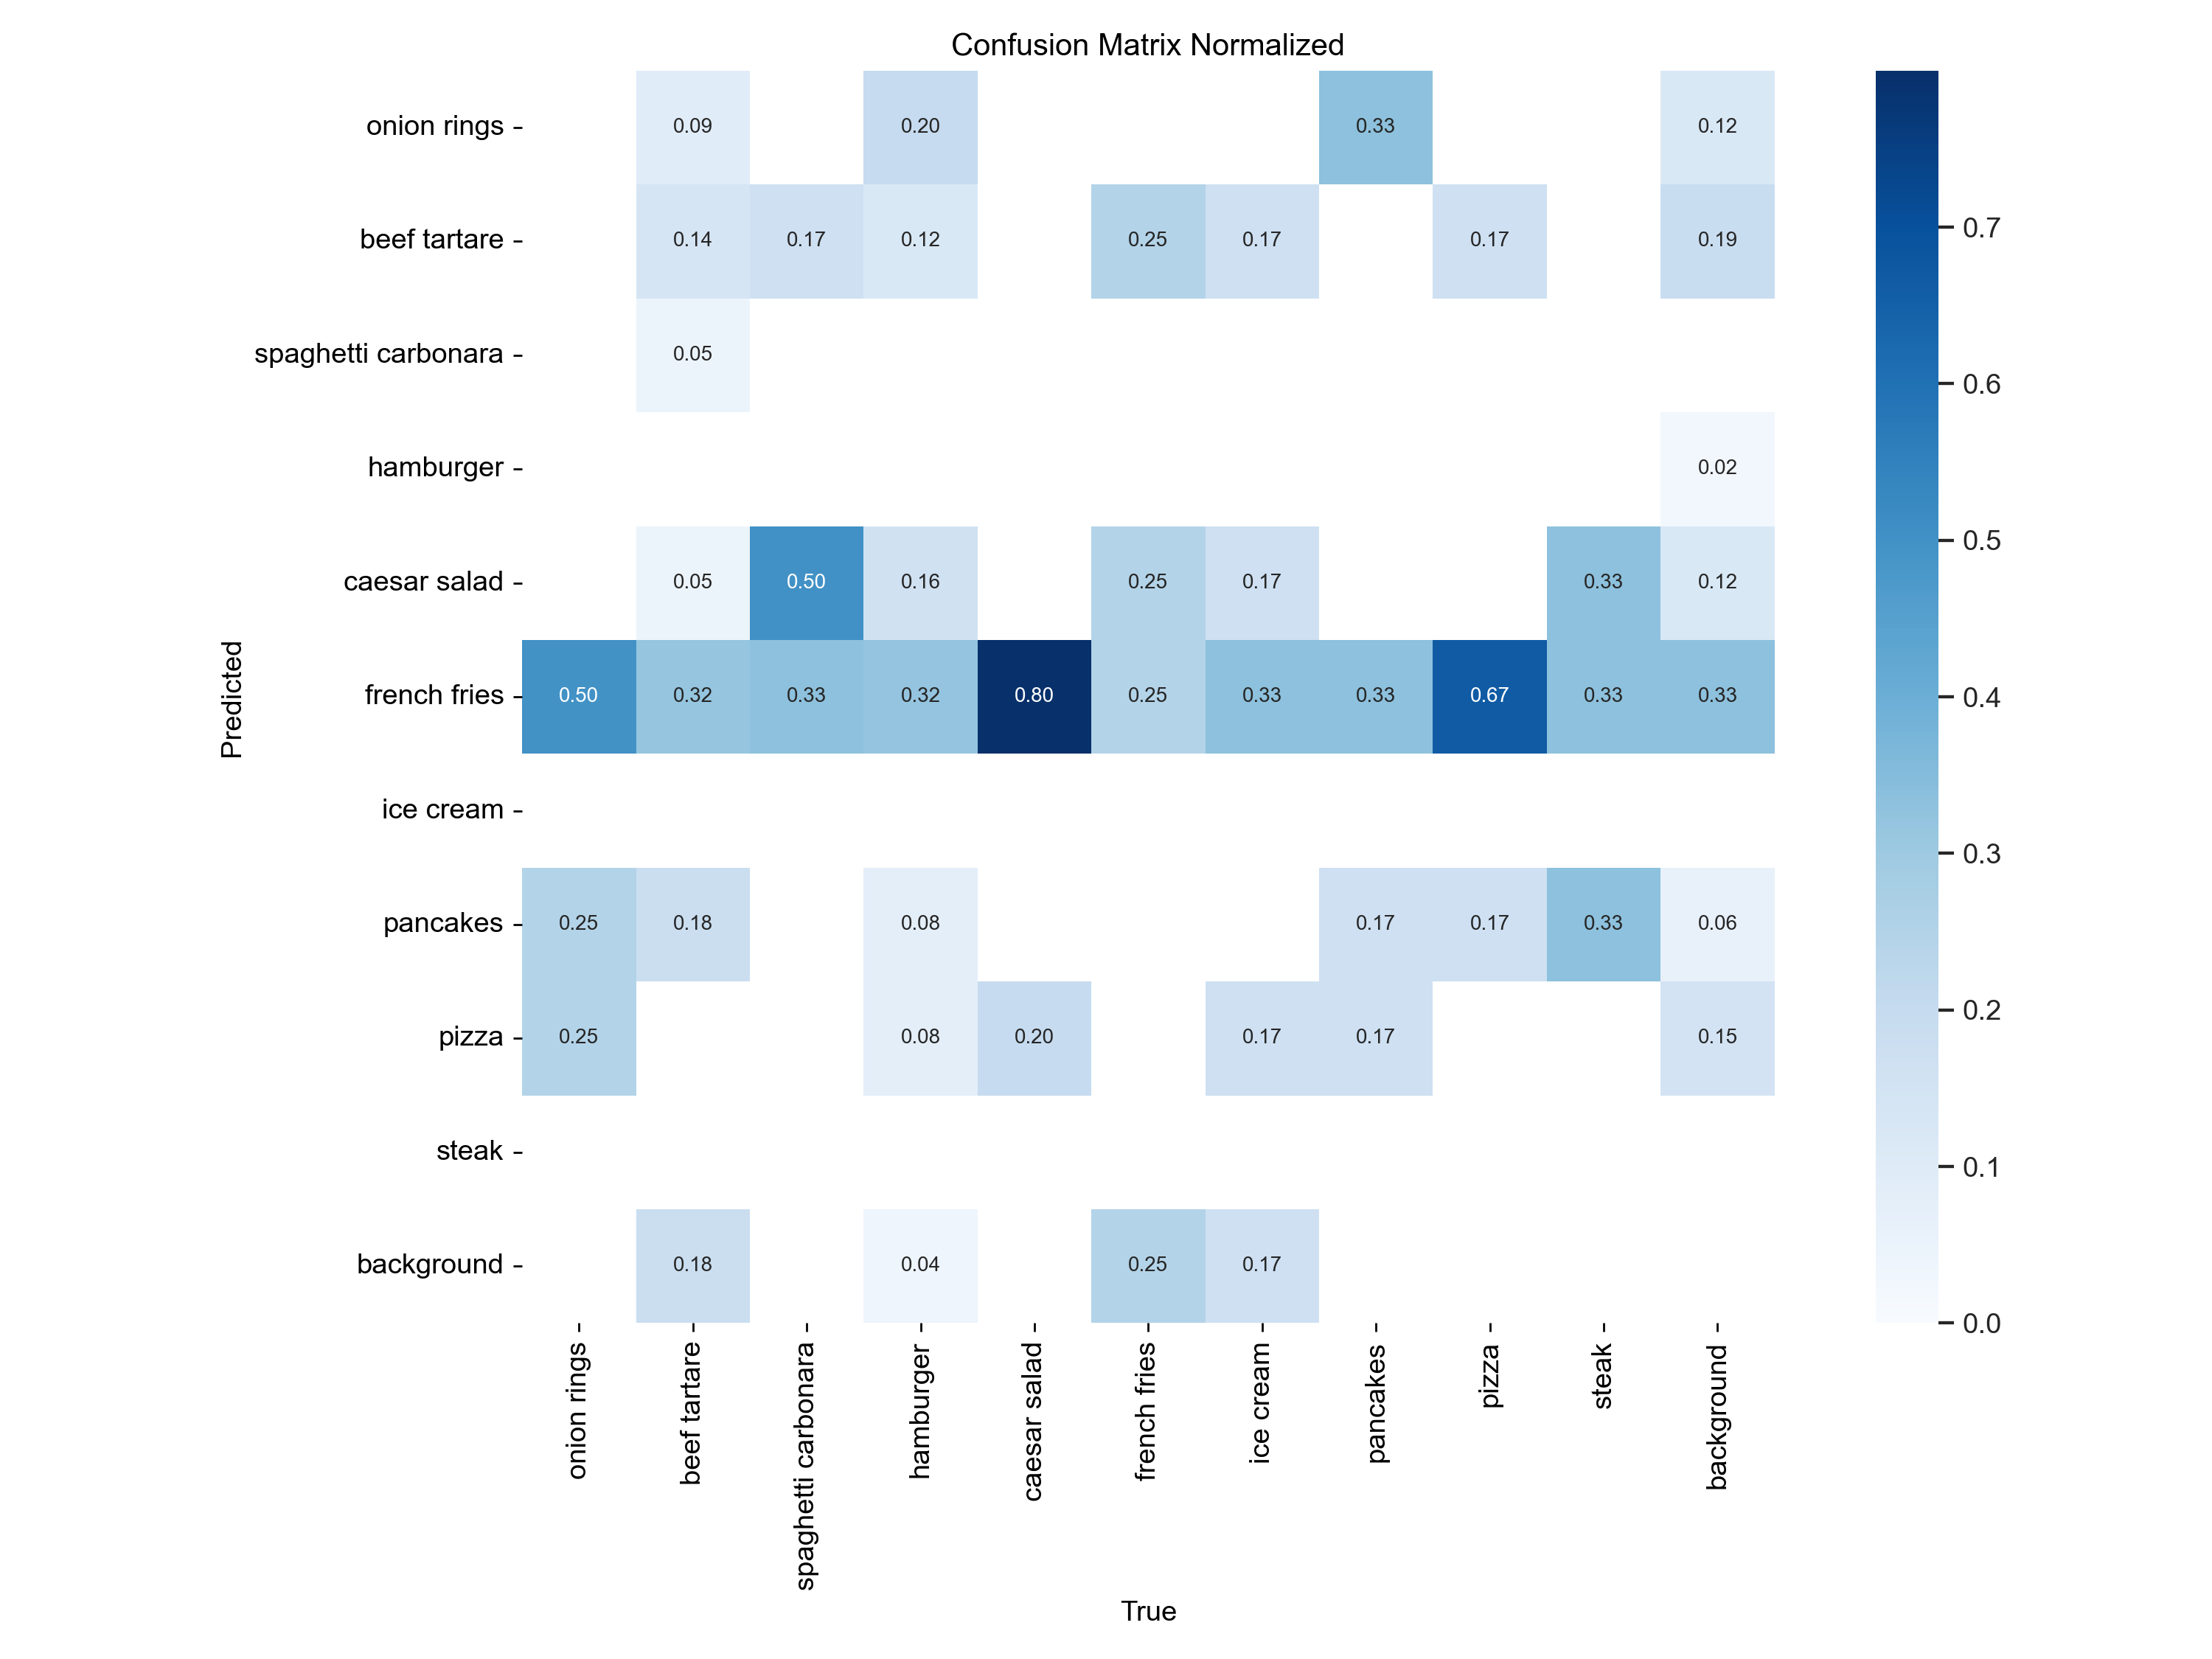 Confusion Matrix Normalized
onion rings 0.09 0.20 0.33 0.12
beef tartare 0.14 0.17 0.12 0.25 0.17 0.17 0.19
spaghetti carbonara 0.05
hamburger 0.02
caesar salad 0.05 0.50 0.16 0.25 0.17 0.33 0.12
french fries 0.50 0.32 0.33 0.32 0.80 0.25 0.33 0.33 0.67 0.33 0.33
ice cream
pancakes 0.25 0.18 0.08 0.17 0.17 0.33 0.06
pizza 0.25 0.08 0.20 0.17 0.17 0.15
steak
background 0.18 0.04 0.25 0.17
Predicted
onion rings
beef tartare
spaghetti carbonara
hamburger
caesar salad
french fries
ice cream
pancakes
pizza
steak
background
True
0.7
0.6
0.5
0.4
0.3
0.2
0.1
0.0